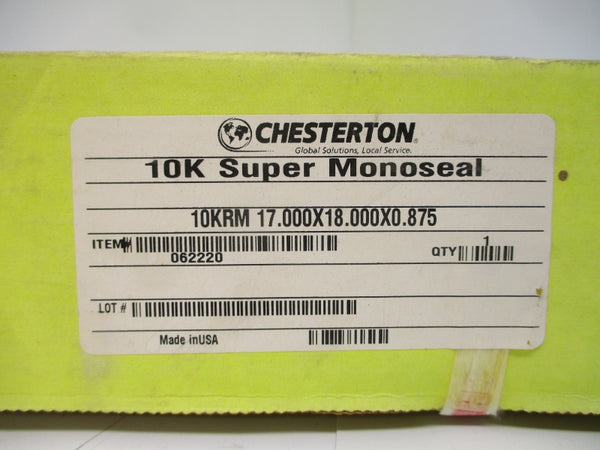 CHESTERTON®
Global Solutions, Local Service.
10K Super Monoseal
10KRM 17.000X18.000X0.875
ITEM#
062220
QTY
1
LOT #
Made inUSA